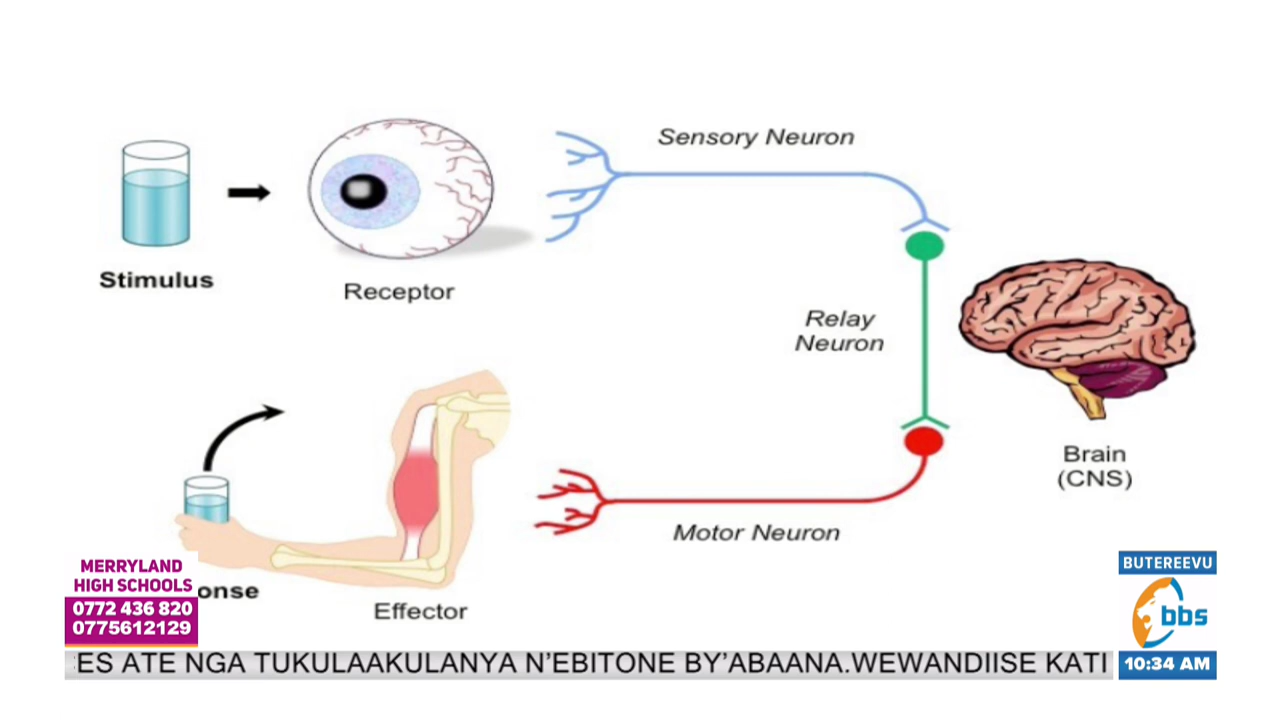 Sensory Neuron
Stimulus
Receptor
Relay
Neuron
Brain
(CNS)
Motor Neuron
onse
Effector
MERRYLAND
HIGH SCHOOLS
0772 436 820
0775612129
BUTEREEVU
bbs
ES ATE NGA TUKULAAKULANYA N'EBITONE BY'ABAANA.WEWANDIISE KATI
10:34 AM